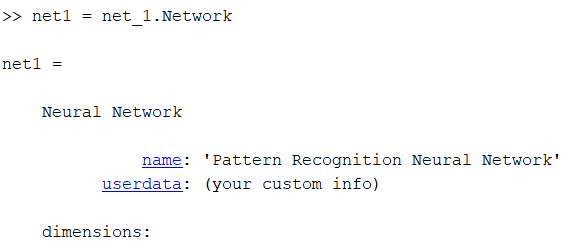 >> net1 = net_1.Network
net1 =
Neural Network
name: 'Pattern Recognition Neural Network'
userdata: (your custom info)
dimensions: